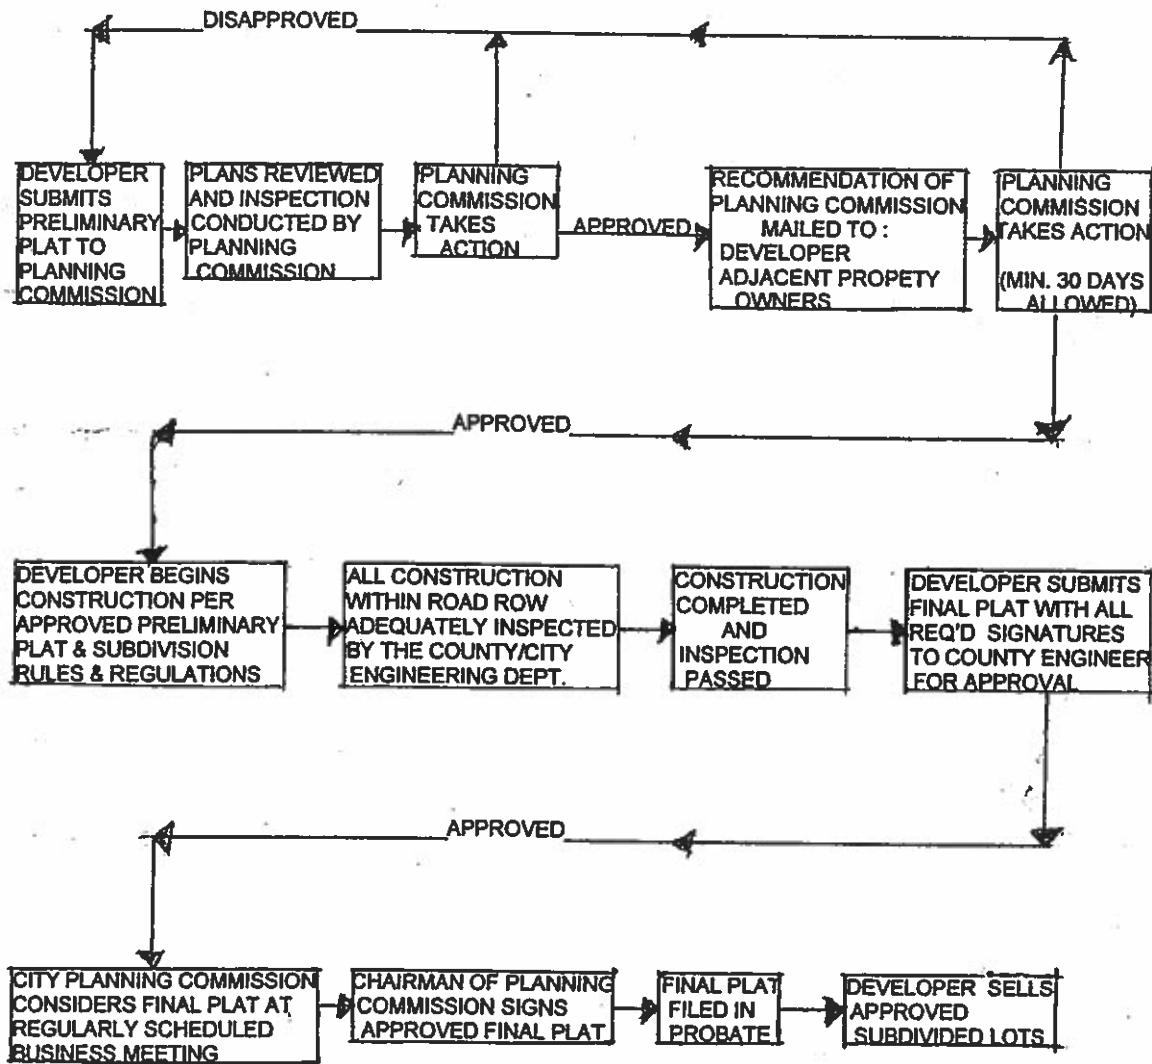 DISAPPROVED
DEVELOPER
SUBMITS
PRELIMINARY
PLAT TO
PLANNING
COMMISSION
PLANS REVIEWED
AND INSPECTION
CONDUCTED BY
PLANNING
COMMISSION
PLANNING
COMMISSION
TAKES
ACTION
APPROVED
RECOMMENDATION OF
PLANNING COMMISSION
MAILED TO :
DEVELOPER
ADJACENT PROPETY
OWNERS
PLANNING
COMMISSION
TAKES ACTION
(MIN. 30 DAYS
ALLOWED)
APPROVED
DEVELOPER BEGINS
CONSTRUCTION PER
APPROVED PRELIMINARY
PLAT & SUBDIVISION
RULES & REGULATIONS
ALL CONSTRUCTION
WITHIN ROAD ROW
ADEQUATELY INSPECTED
BY THE COUNTY/CITY
ENGINEERING DEPT.
CONSTRUCTION
COMPLETED
AND
INSPECTION
PASSED
DEVELOPER SUBMITS
FINAL PLAT WITH ALL
REQ'D SIGNATURES
TO COUNTY ENGINEER
FOR APPROVAL
APPROVED
CITY PLANNING COMMISSION
CONSIDERS FINAL PLAT AT
REGULARLY SCHEDULED
BUSINESS MEETING
CHAIRMAN OF PLANNING
COMMISSION SIGNS
APPROVED FINAL PLAT
FINAL PLAT
FILED IN
PROBATE
DEVELOPER SELLS
APPROVED
SUBDIVIDED LOTS